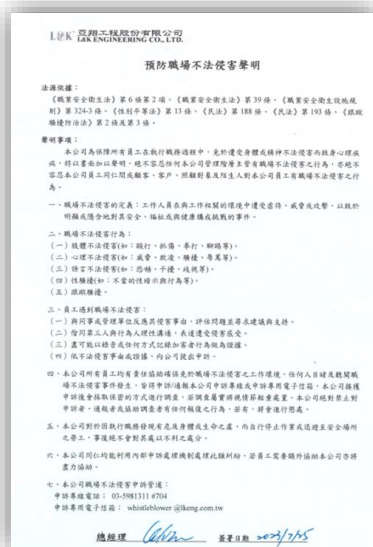 L&K 亞翔工程股份有限公司
L&K ENGINEERING CO., LTD.
預防職場不法侵害聲明
法源依據：
《職業安全衛生法》第 6 條第 2 項、《職業安全衛生法》第 39 條、《職業安全衛生設施規
則》第 324-3 條、《性別平等法》第 13 條、《民法》第 188 條、《民法》第 193 條、《跟蹤
騷擾防治法》第 2 條及第 3 條。
聲明事項：
本公司為保障所有員工在執行職務過程中，免於遭受身體或精神不法侵害而致身心理疾
病，將以書面加以聲明，絕不容忍任何本公司管理階層主管有職場不法侵害之行為，亦絕不
容忍本公司員工同仁間或顧客、客戶、照顧對象及陌生人對本公司員工有職場不法侵害之行
為。
一、職場不法侵害的定義：工作人員在與工作相關的環境中遭受虐待、威脅或攻擊，以致於
明顯或隱含地對其安全、福祉或與健康構成挑戰的事件。
二、職場不法侵害行為：
(一) 肢體不法侵害(如：毆打、抓傷、拳打、腳踢等)。
(二) 心理不法侵害(如：威脅、欺凌、騷擾、辱罵等)。
(三) 語言不法侵害(如：恐嚇、干擾、歧視等)。
(四) 性騷擾(如：不當的性暗示與行為等)。
(五) 跟蹤騷擾。
三、員工遇到職場不法侵害：
(一) 與同事或管理單位反應其侵害事由，評估問題並尋求建議與支持。
(二) 偕同第三人與行為人理性溝通，表達遭受侵害感受。
(三) 盡可能以錄音或任何方式記錄加害者行為做為證據。
(四) 依不法侵害事由或證據，向公司提出申訴。
四、本公司所有員工均有責任協助確保免於職場不法侵害之工作環境，任何人目睹及聽聞職
場不法侵害事件發生，皆得申訴/通報本公司申訴專線或申訴專用電子信箱，本公司接獲
申訴後會採取保密的方式進行調查，若調查屬實將視情節輕重處置。本公司絕對禁止對
申訴者、通報者或協助調查者有任何報復之行為，若有，將會進行懲處。
五、本公司對於因執行職務發現有危及身體或生命之虞，而自行停止作業或退避至安全場所
之勞工，事後絕不會對其處以不利之處分。
六、本公司同仁均能利用內部申訴處理機制處理此類糾紛，若員工需要額外協助本公司亦將
盡力協助。
七、本公司職場不法侵害申訴管道：
申訴專線電話： 03-5981311 #704
申訴專用電子信箱： whistleblower @lkeng.com.tw
總經理 簽署日期 2023/7/25